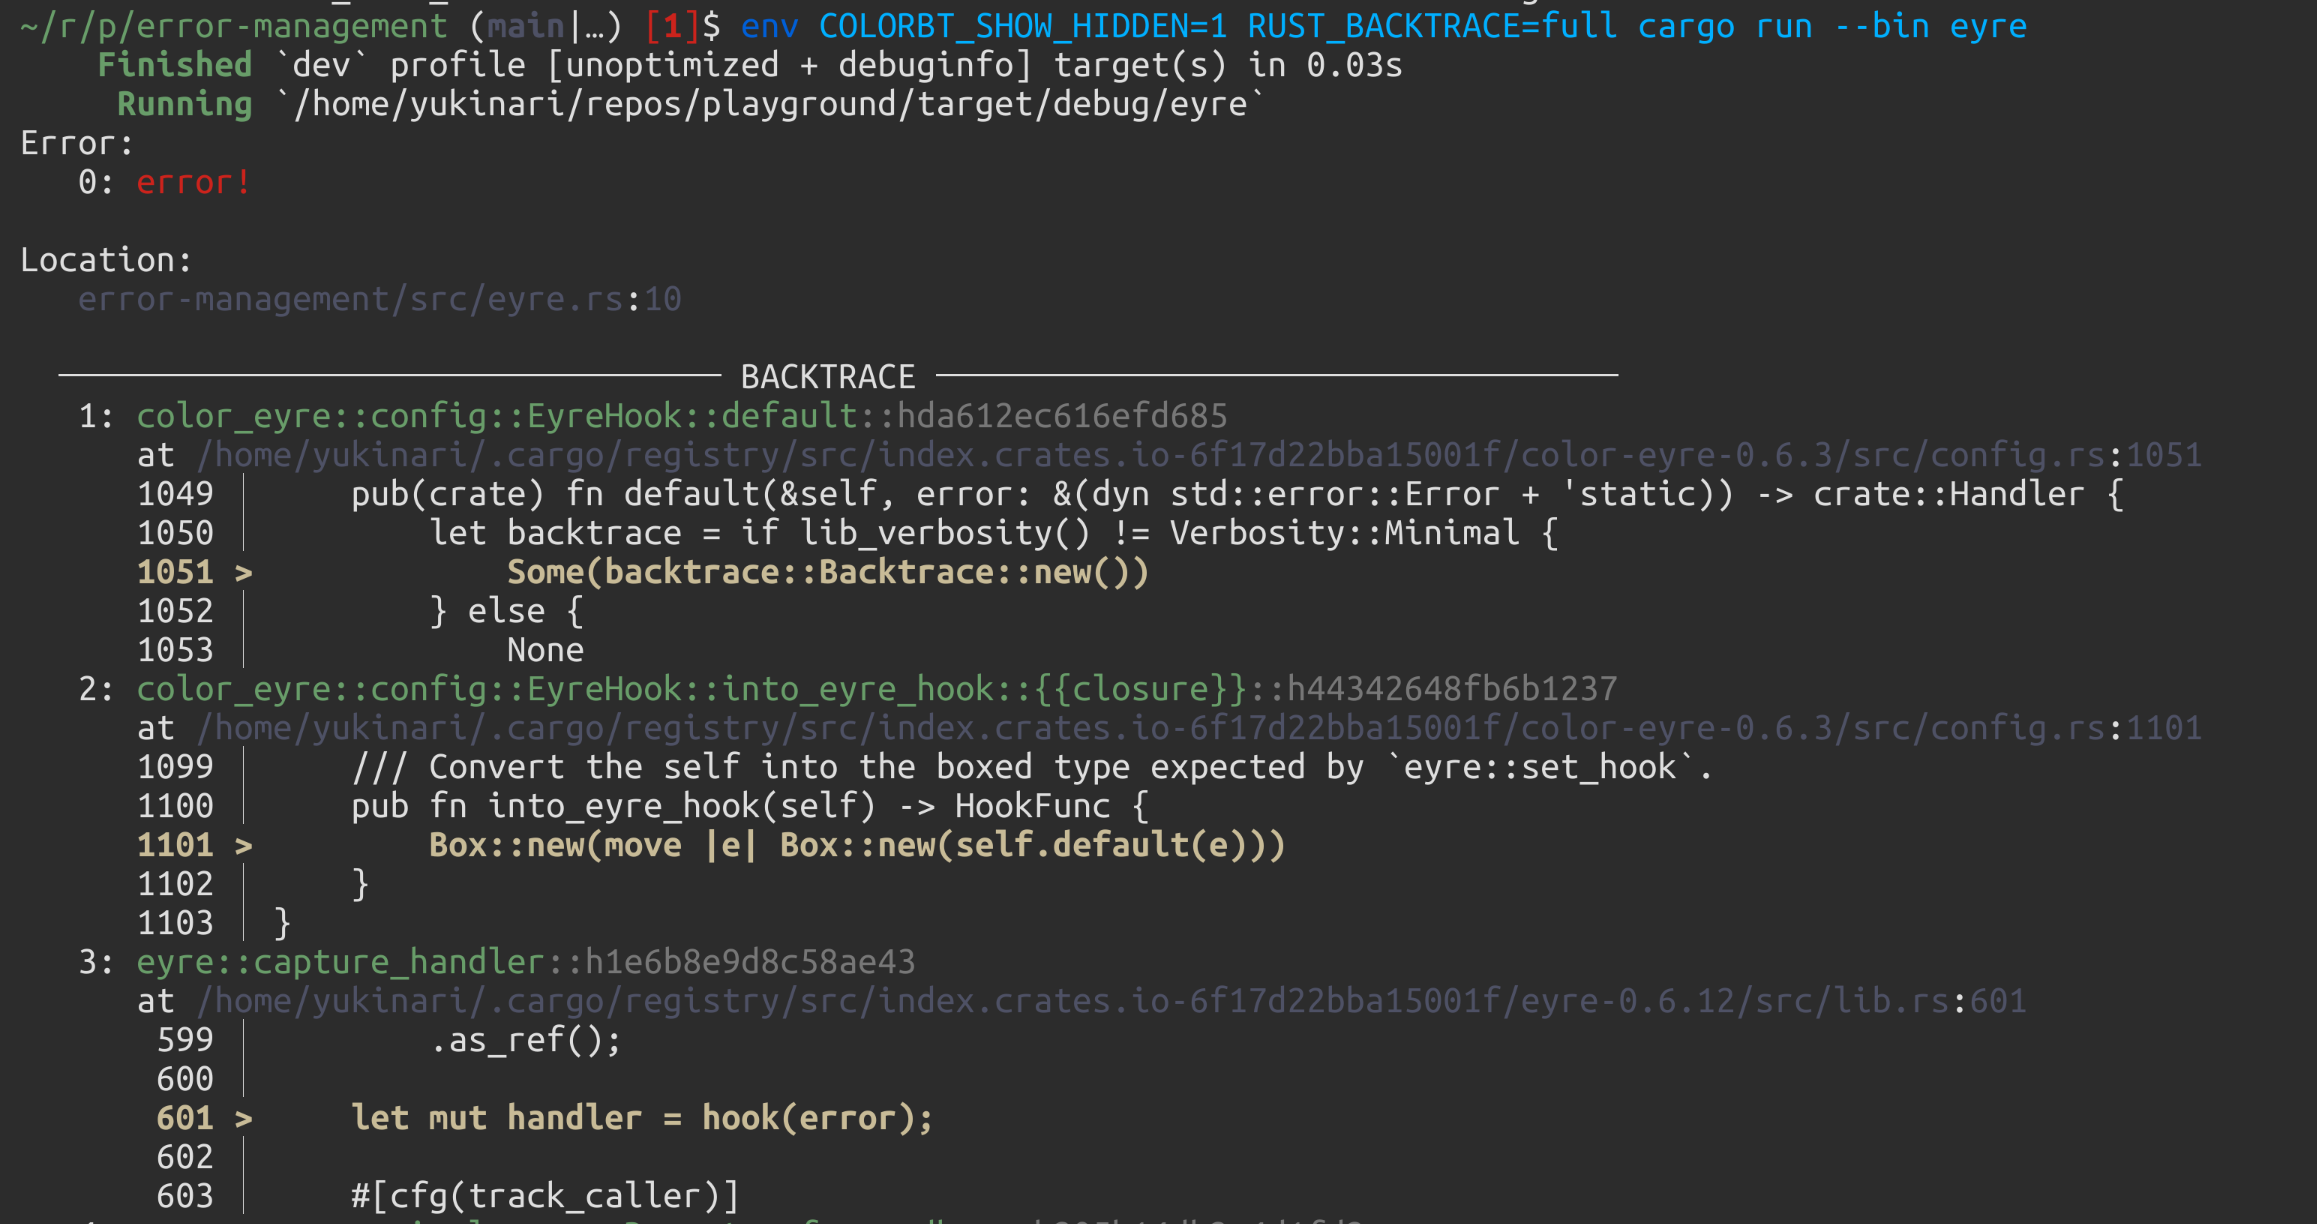 ~/r/p/error-management (main|…) [1]$ env COLORBT_SHOW_HIDDEN=1 RUST_BACKTRACE=full cargo run --bin eyre
Finished `dev` profile [unoptimized + debuginfo] target(s) in 0.03s
Running `/home/yukinari/repos/playground/target/debug/eyre`
Error:
0: error!
Location:
error-management/src/eyre.rs:10
BACKTRACE
1: color_eyre::config::EyreHook::default::hda612ec616efd685
at /home/yukinari/.cargo/registry/src/index.crates.io-6f17d22bba15001f/color-eyre-0.6.3/src/config.rs:1051
1049 │ pub(crate) fn default(&self, error: &(dyn std::error::Error + 'static)) -> crate::Handler {
1050 │ let backtrace = if lib_verbosity() != Verbosity::Minimal {
1051 > Some(backtrace::Backtrace::new())
1052 │ } else {
1053 │ None
2: color_eyre::config::EyreHook::into_eyre_hook::{{closure}}::h44342648fb6b1237
at /home/yukinari/.cargo/registry/src/index.crates.io-6f17d22bba15001f/color-eyre-0.6.3/src/config.rs:1101
1099 │ /// Convert the self into the boxed type expected by `eyre::set_hook`.
1100 │ pub fn into_eyre_hook(self) -> HookFunc {
1101 > Box::new(move |e| Box::new(self.default(e)))
1102 │ }
1103 │ }
3: eyre::capture_handler::h1e6b8e9d8c58ae43
at /home/yukinari/.cargo/registry/src/index.crates.io-6f17d22bba15001f/eyre-0.6.12/src/lib.rs:601
599 │ .as_ref();
600 │
601 > let mut handler = hook(error);
602 │
603 │ #[cfg(track_caller)]